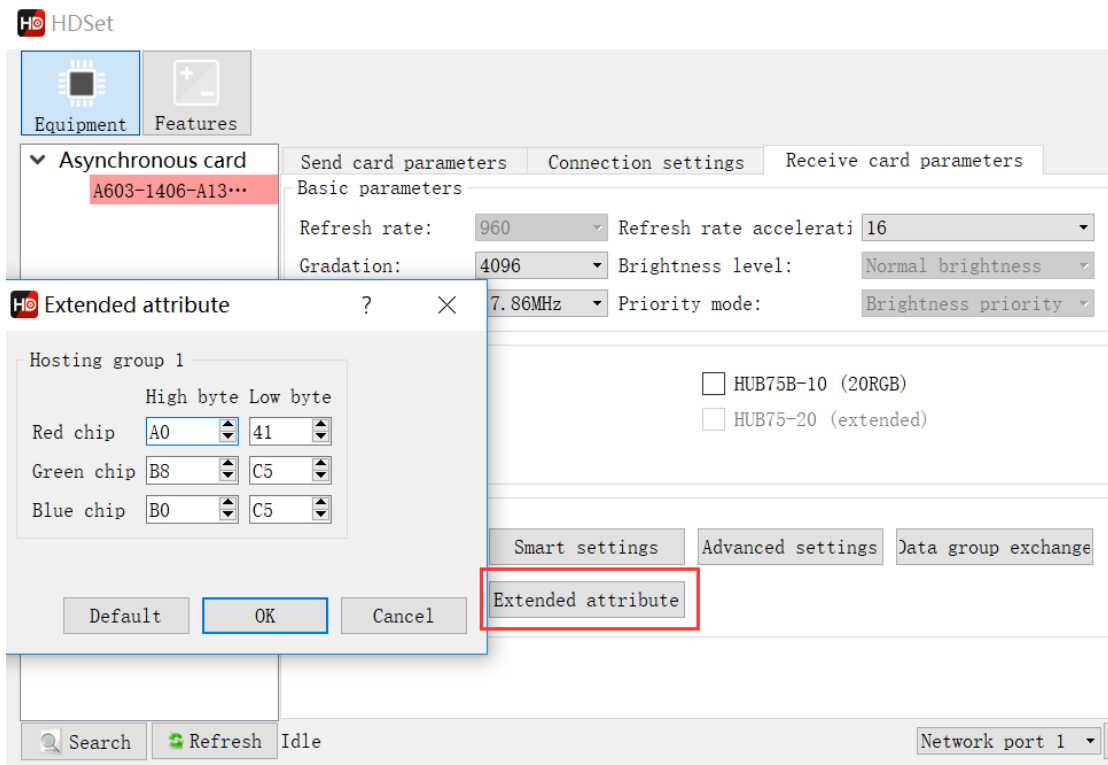 HD HDSet
Equipment Features
Asynchronous card
A603-1406-A13…
Send card parameters Connection settings Receive card parameters
Basic parameters
Refresh rate: 960 Refresh rate accelerati 16
Gradation: 4096 Brightness level: Normal brightness
7.86MHz Priority mode: Brightness priority
HD Extended attribute ?
Hosting group 1
High byte Low byte
Red chip A0 41
Green chip B8 C5
Blue chip B0 C5
Default OK Cancel
HUB75B-10 (20RGB)
HUB75-20 (extended)
Smart settings Advanced settings Data group exchange
Extended attribute
Search Refresh Idle Network port 1